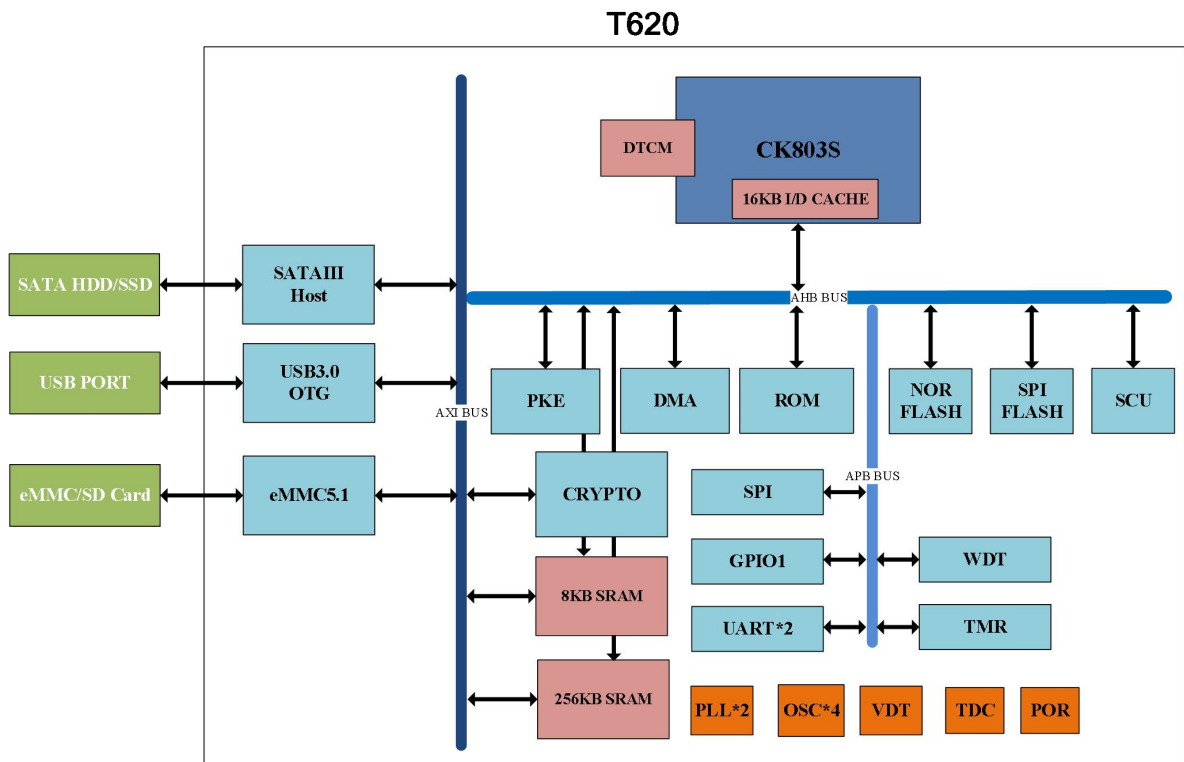 T620
DTCM
CK803S
16KB I/D CACHE
SATA HDD/SSD
SATAIII
Host
AHB BUS
USB PORT
USB3.0
OTG
AXI BUS
PKE
DMA
ROM
NOR
FLASH
SPI
FLASH
SCU
eMMC/SD Card
eMMC5.1
CRYPTO
SPI
APB BUS
GPIO1
WDT
8KB SRAM
UART*2
TMR
256KB SRAM
PLL*2
OSC*4
VDT
TDC
POR